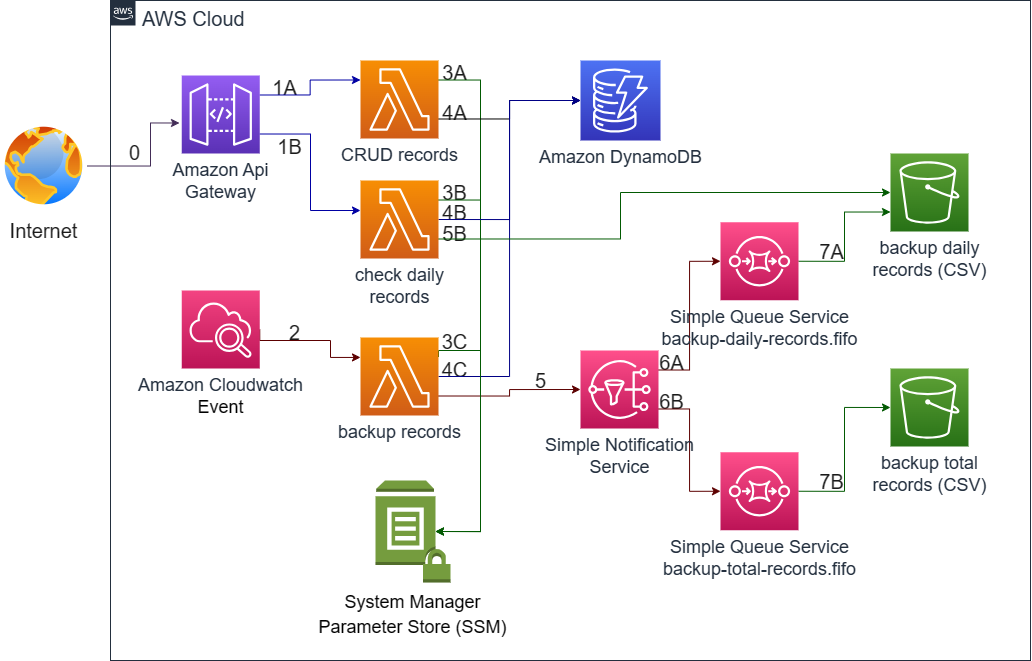 aws
AWS Cloud
3A
1A
4A
0
1B
CRUD records
Amazon DynamoDB
Amazon Api
Gateway
3B
4B
5B
Internet
check daily
records
7A
backup daily
records (CSV)
2
Simple Queue Service
backup-daily-records.fifo
3C
4C
6A
5
6B
Amazon Cloudwatch
Event
backup records
Simple Notification
Service
backup total
records (CSV)
7B
Simple Queue Service
backup-total-records.fifo
System Manager
Parameter Store (SSM)